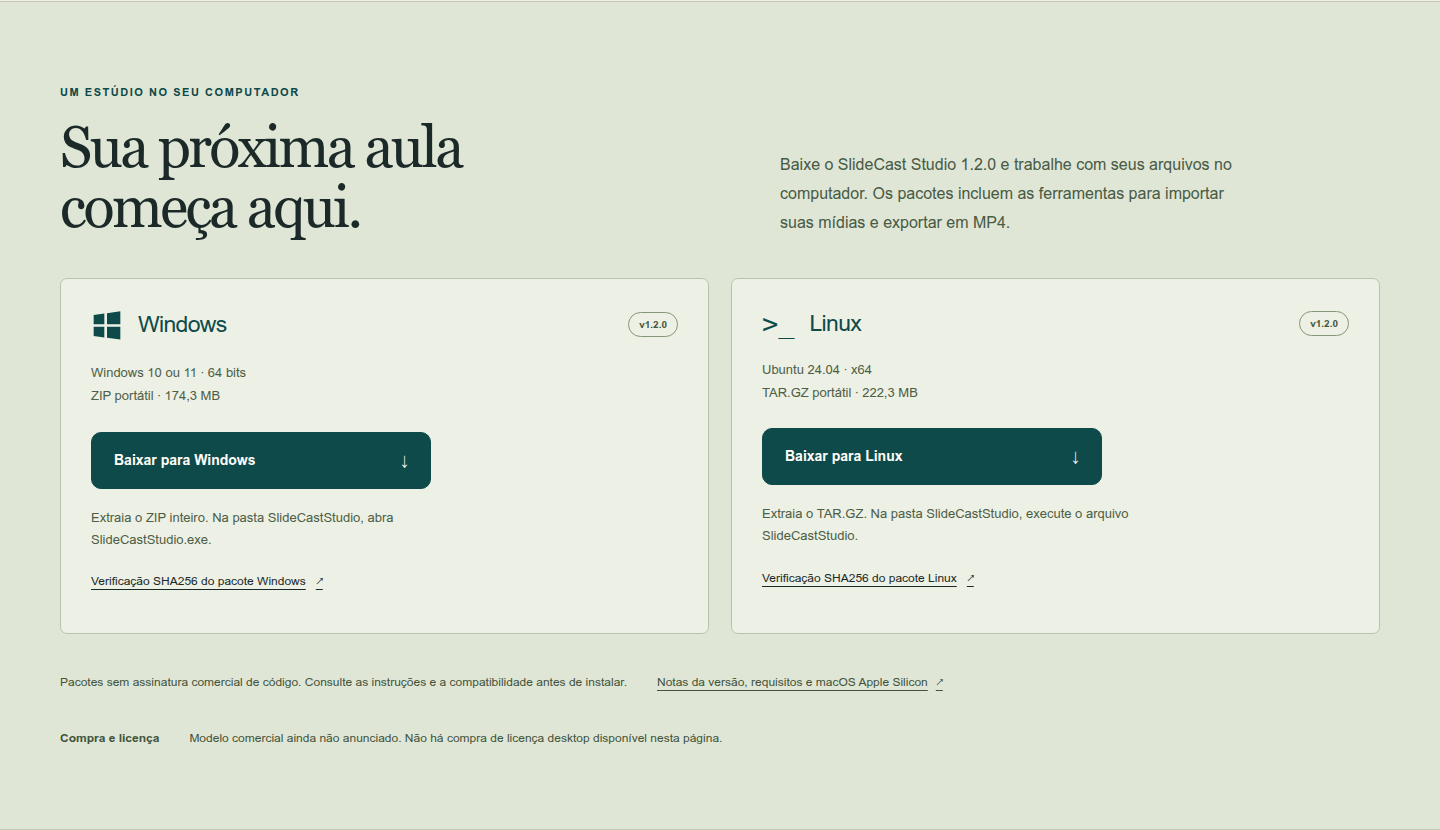 UM ESTÚDIO NO SEU COMPUTADOR
Sua próxima aula
começa aqui.
Baixe o SlideCast Studio 1.2.0 e trabalhe com seus arquivos no
computador. Os pacotes incluem as ferramentas para importar
suas mídias e exportar em MP4.
Windows
v1.2.0
Windows 10 ou 11 · 64 bits
ZIP portátil · 174,3 MB
Baixar para Windows ↓
Extraia o ZIP inteiro. Na pasta SlideCastStudio, abra
SlideCastStudio.exe.
Verificação SHA256 do pacote Windows ↗
>_ Linux
v1.2.0
Ubuntu 24.04 · x64
TAR.GZ portátil · 222,3 MB
Baixar para Linux ↓
Extraia o TAR.GZ. Na pasta SlideCastStudio, execute o arquivo
SlideCastStudio.
Verificação SHA256 do pacote Linux ↗
Pacotes sem assinatura comercial de código. Consulte as instruções e a compatibilidade antes de instalar. Notas da versão, requisitos e macOS Apple Silicon ↗
Compra e licença Modelo comercial ainda não anunciado. Não há compra de licença desktop disponível nesta página.